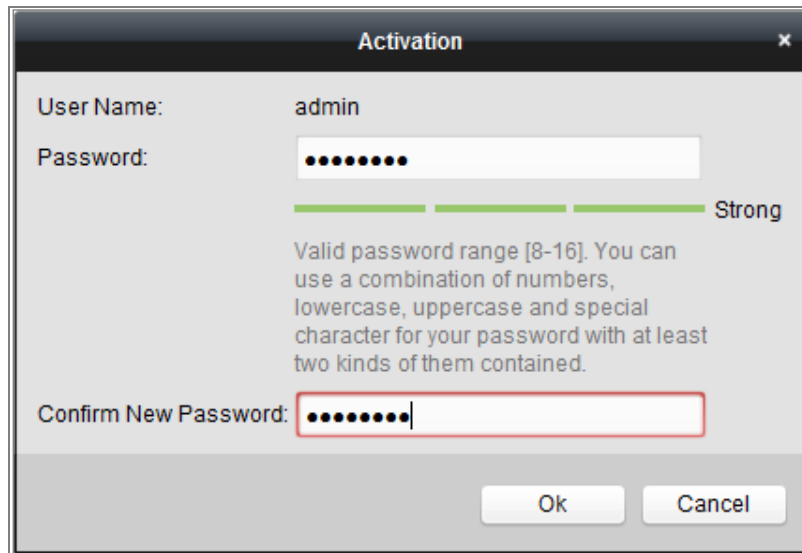 Activation ×
User Name: admin
Password: ●●●●●●●●
Strong
Valid password range [8-16]. You can
use a combination of numbers,
lowercase, uppercase and special
character for your password with at least
two kinds of them contained.
Confirm New Password: ●●●●●●●●
Ok Cancel